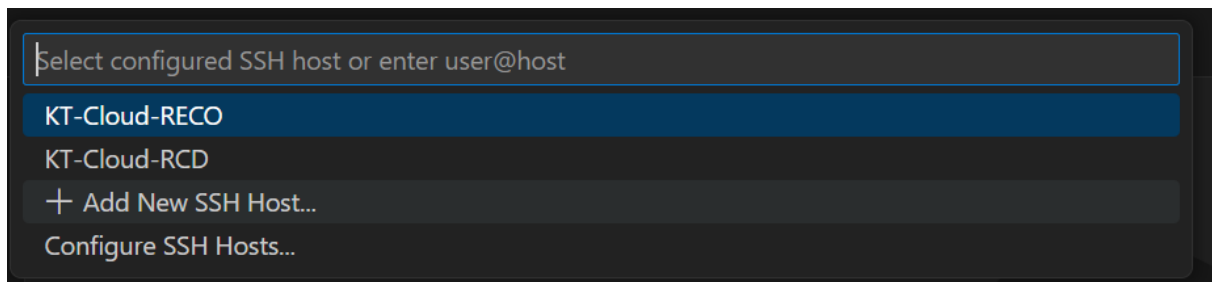 Select configured SSH host or enter user@host
KT-Cloud-RECO
KT-Cloud-RCD
+ Add New SSH Host...
Configure SSH Hosts...